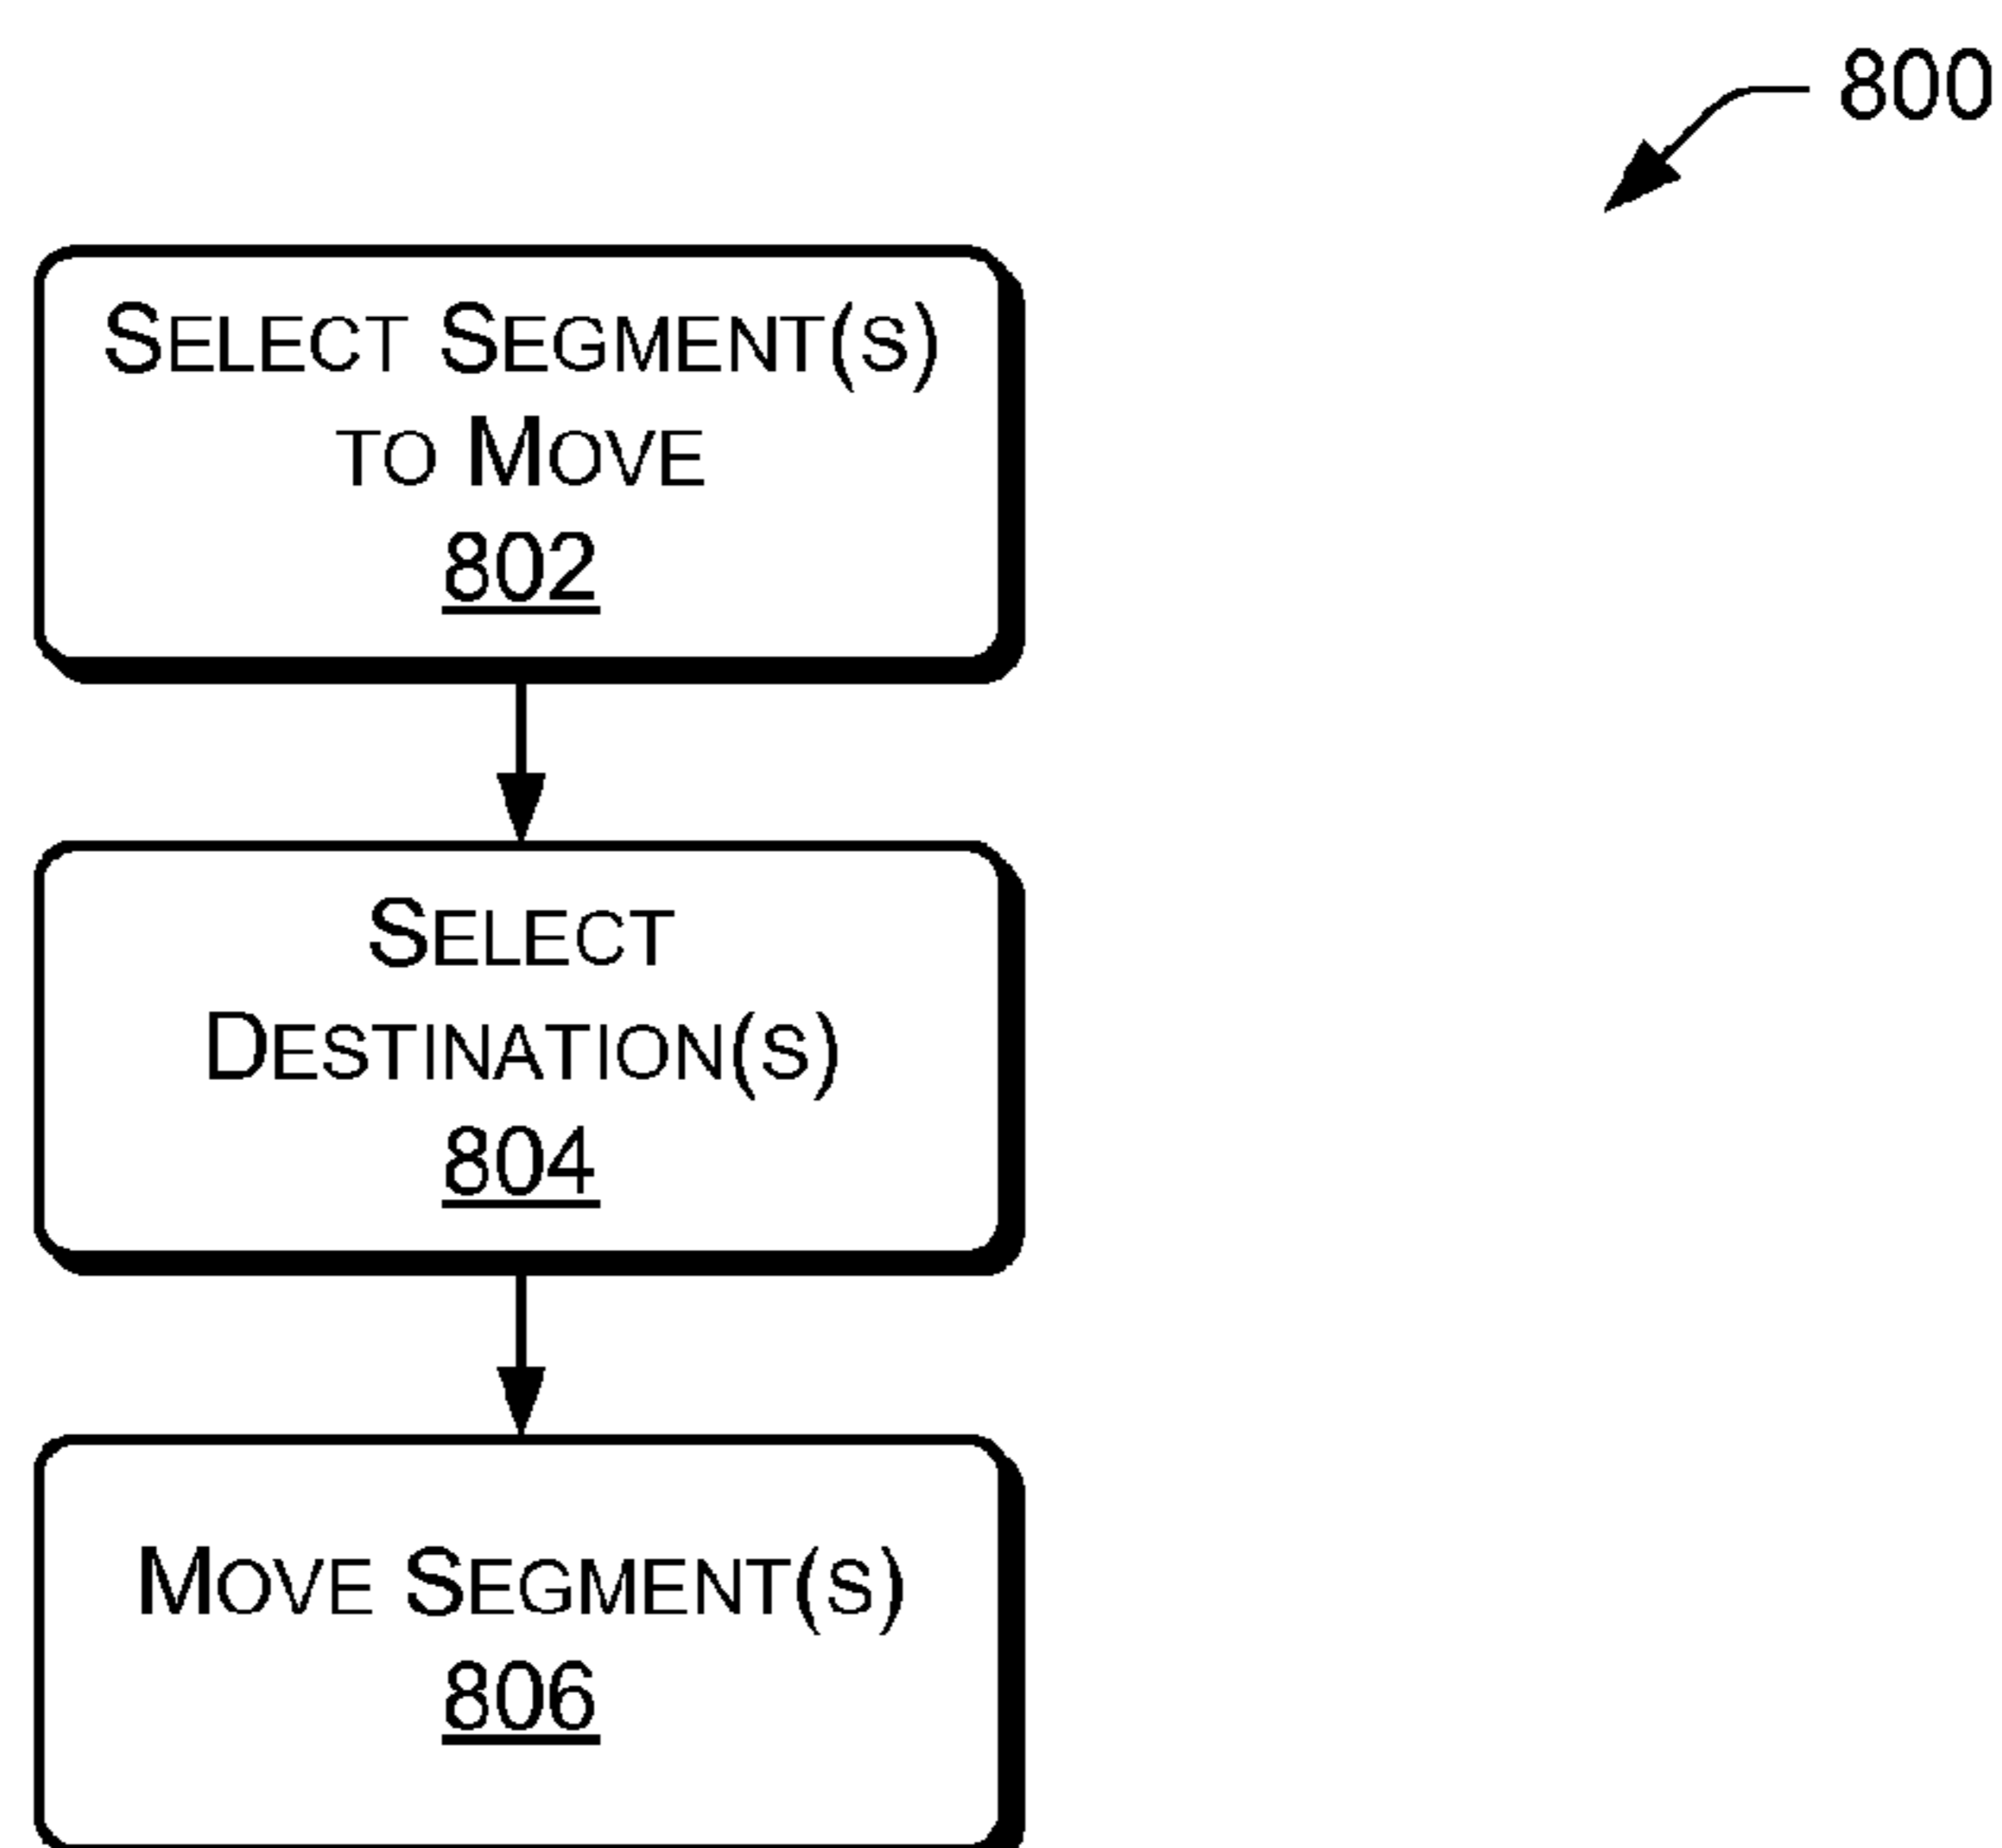 800
SELECT SEGMENT(S)
TO MOVE
802
SELECT
DESTINATION(S)
804
MOVE SEGMENT(S)
806